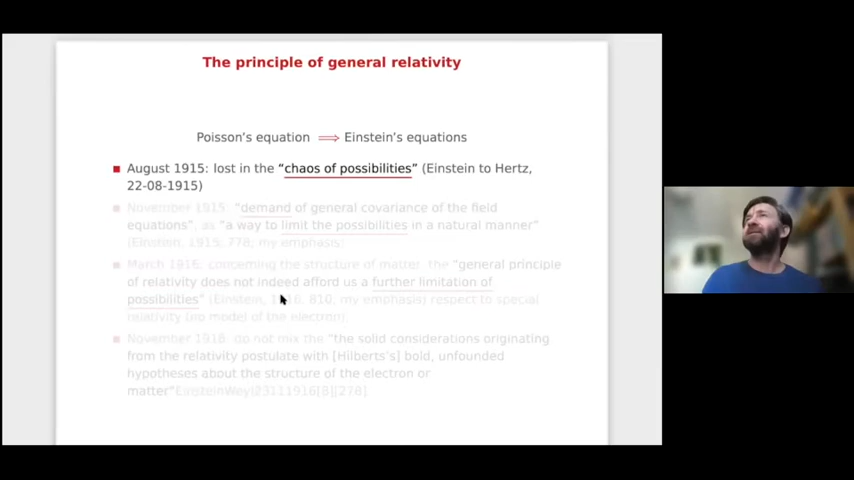 The principle of general relativity
Poisson's equation ⟹ Einstein's equations
■ August 1915: lost in the “chaos of possibilities” (Einstein to Hertz,
22-08-1915)
■ November 1915: “demand of general covariance of the field
equations”, as “a way to limit the possibilities in a natural manner”
(Einstein, 1915, 778; my emphasis)
■ March 1916: concerning the structure of matter, the “general principle
of relativity does not indeed afford us a further limitation of
possibilities” (Einstein, 810, my emphasis) respect to special
relativity (no model of the electron).
■ November 1916: do not mix the “the solid considerations originating
from the relativity postulate with [Hilberts's] bold, unfounded
hypotheses about the structure of the electron or
matter”